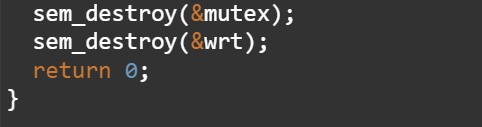 sem_destroy(&mutex);
sem_destroy(&wrt);
return 0;
}